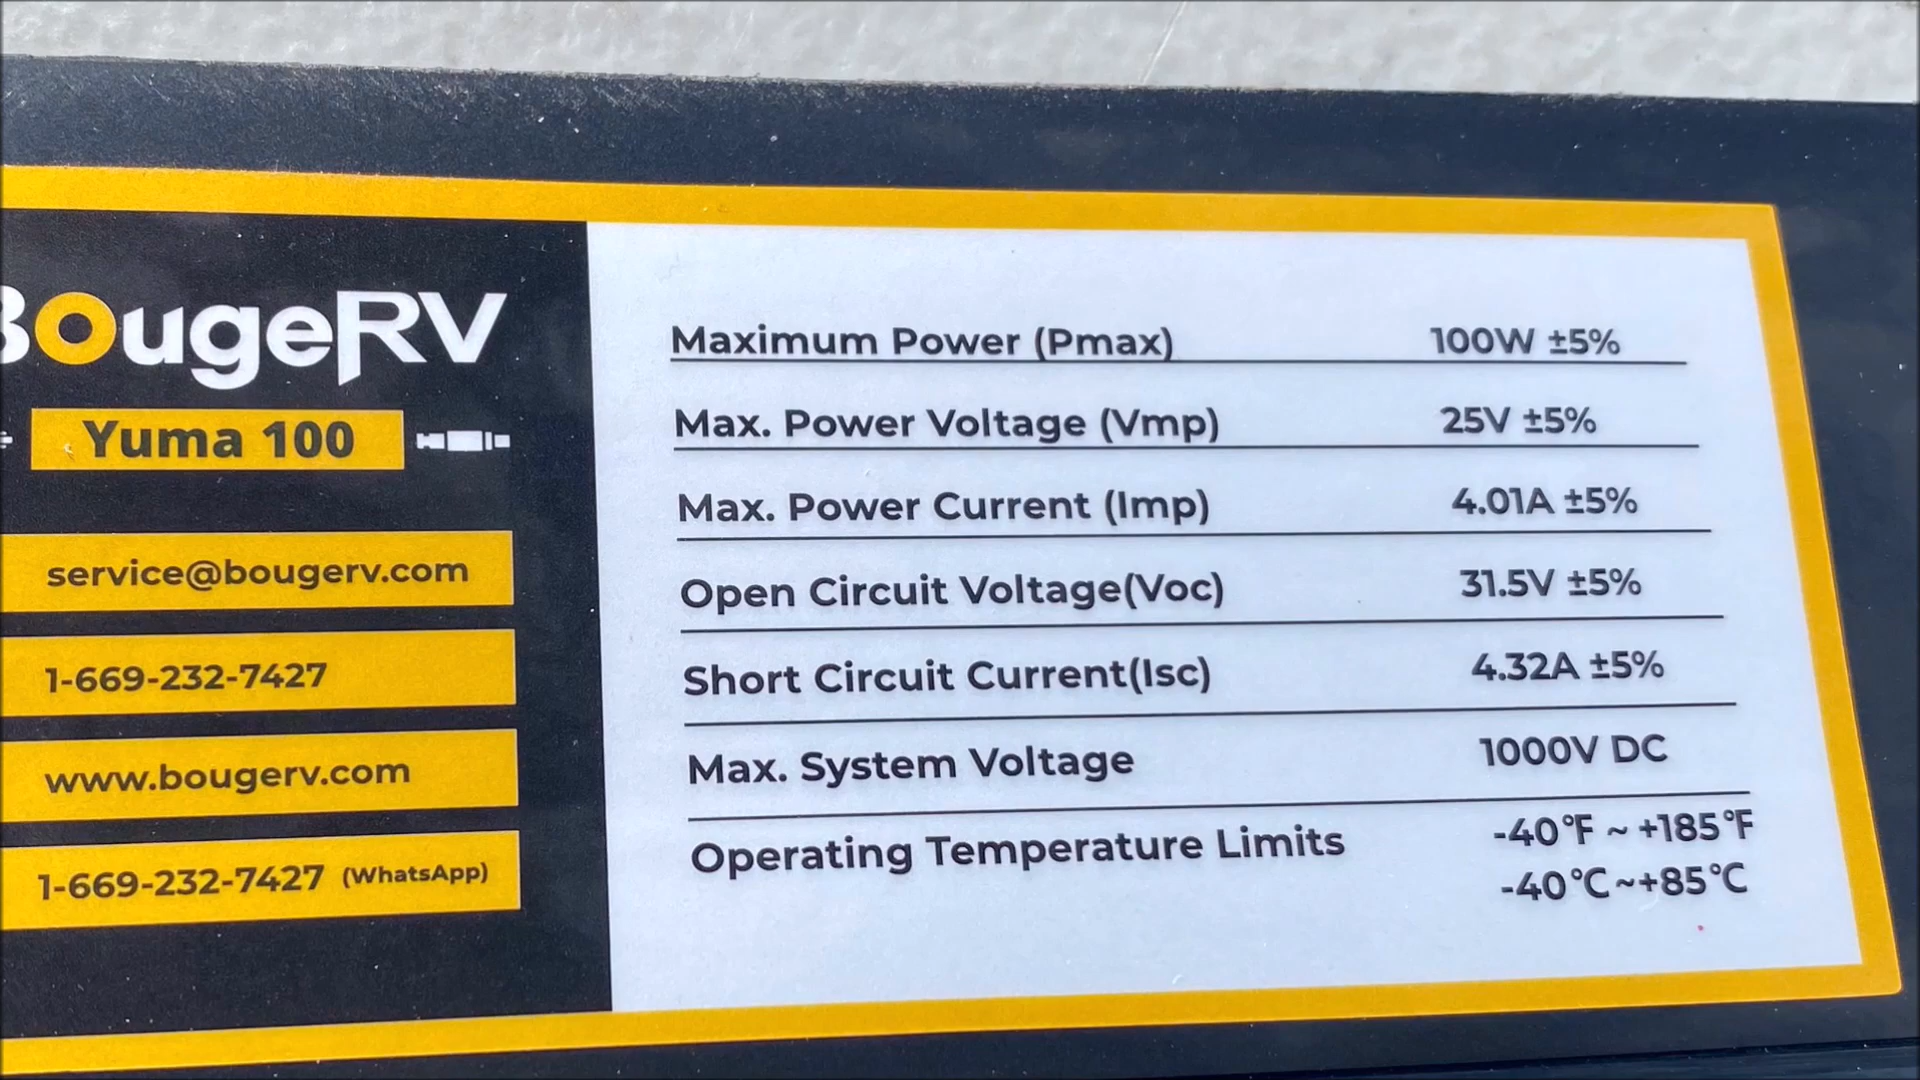 BougeRV
Yuma 100
service@bougerv.com
1-669-232-7427
www.bougerv.com
1-669-232-7427 (WhatsApp)
Maximum Power (Pmax) 100W ±5%
Max. Power Voltage (Vmp) 25V ±5%
Max. Power Current (Imp) 4.01A ±5%
Open Circuit Voltage(Voc) 31.5V ±5%
Short Circuit Current(Isc) 4.32A ±5%
Max. System Voltage 1000V DC
Operating Temperature Limits -40°F ~ +185°F
-40°C~+85°C